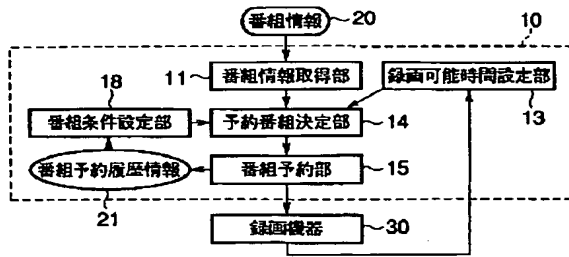 番組情報 20
10
11 番組情報取得部
録画可能時間設定部 13
18
番組条件設定部
予約番組決定部 14
番組予約履歴情報
21
番組予約部 15
録画機器 30